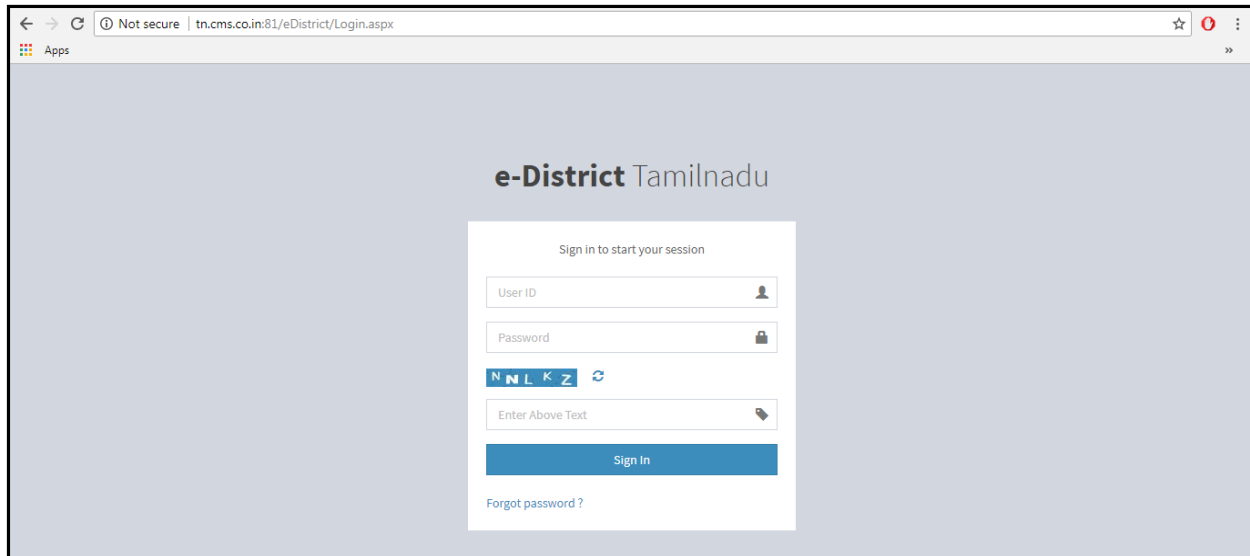 Not secure | tn.cms.co.in:81/eDistrict/Login.aspx
Apps
e-District Tamilnadu
Sign in to start your session
User ID
Password
N N L K Z
Enter Above Text
Sign In
Forgot password ?